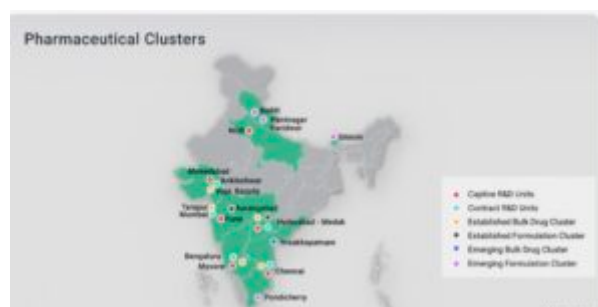 Pharmaceutical Clusters
Baddi
Pantnagar
Haridwar
NCR
Sikkim
Ahmedabad
Ankleshwar
Vapi, Baroda
Tarapur
Aurangabad
Mumbai
Pune
Hyderabad - Medak
Visakhapatnam
Bengaluru
Mysore
Chennai
Pondicherry
Captive R&D Units
Contract R&D Units
Established Bulk Drug Cluster
Established Formulation Cluster
Emerging Bulk Drug Cluster
Emerging Formulation Cluster